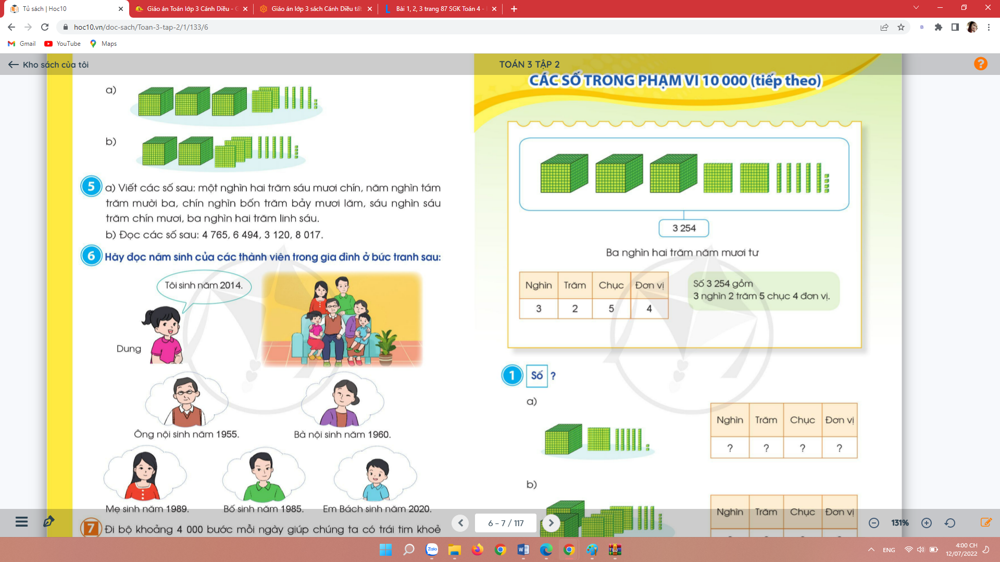 Tủ sách | Hoc10
Giáo án Toán lớp 3 Cánh Diều - G
Giáo án lớp 3 sách Cánh Diều tất
Bài 1, 2, 3 trang 87 SGK Toán 4 -
hoc10.vn/doc-sach/Toan-3-tap-2/1/133/6
Gmail
YouTube
Maps
Kho sách của tôi
TOÁN 3 TẬP 2
a)
b)
5 a) Viết các số sau: một nghìn hai trăm sáu mươi chín, năm nghìn tám
trăm mười ba, chín nghìn bốn trăm bảy mươi lăm, sáu nghìn sáu
trăm chín mươi, ba nghìn hai trăm linh sáu.
b) Đọc các số sau: 4 765, 6 494, 3 120, 8 017.
6 Hãy đọc năm sinh của các thành viên trong gia đình ở bức tranh sau:
Tôi sinh năm 2014.
Dung
Ông nội sinh năm 1955.
Bà nội sinh năm 1960.
Mẹ sinh năm 1989.
Bố sinh năm 1985.
Em Bách sinh năm 2020.
7 Đi bộ khoảng 4 000 bước mỗi ngày giúp chúng ta có trái tim khoẻ
CÁC SỐ TRONG PHẠM VI 10 000 (tiếp theo)
3 254
Ba nghìn hai trăm năm mươi tư
Nghìn Trăm Chục Đơn vị
3 2 5 4
Số 3 254 gồm
3 nghìn 2 trăm 5 chục 4 đơn vị.
1 Số ?
a)
Nghìn Trăm Chục Đơn vị
? ? ? ?
b)
Nghìn Trăm Chục Đơn vị
6 - 7 / 117
131%
Zalo
ENG
4:00 CH
12/07/2022